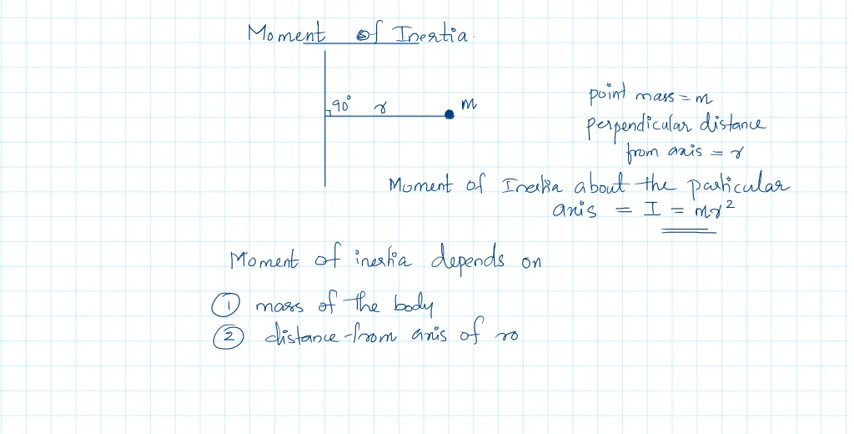 Moment of Inertia.
90° r m
point mass = m
perpendicular distance
from axis = r
Moment of Inertia about the particular
axis = I = mr²
Moment of inertia depends on
① mass of the body
② distance from axis of ro